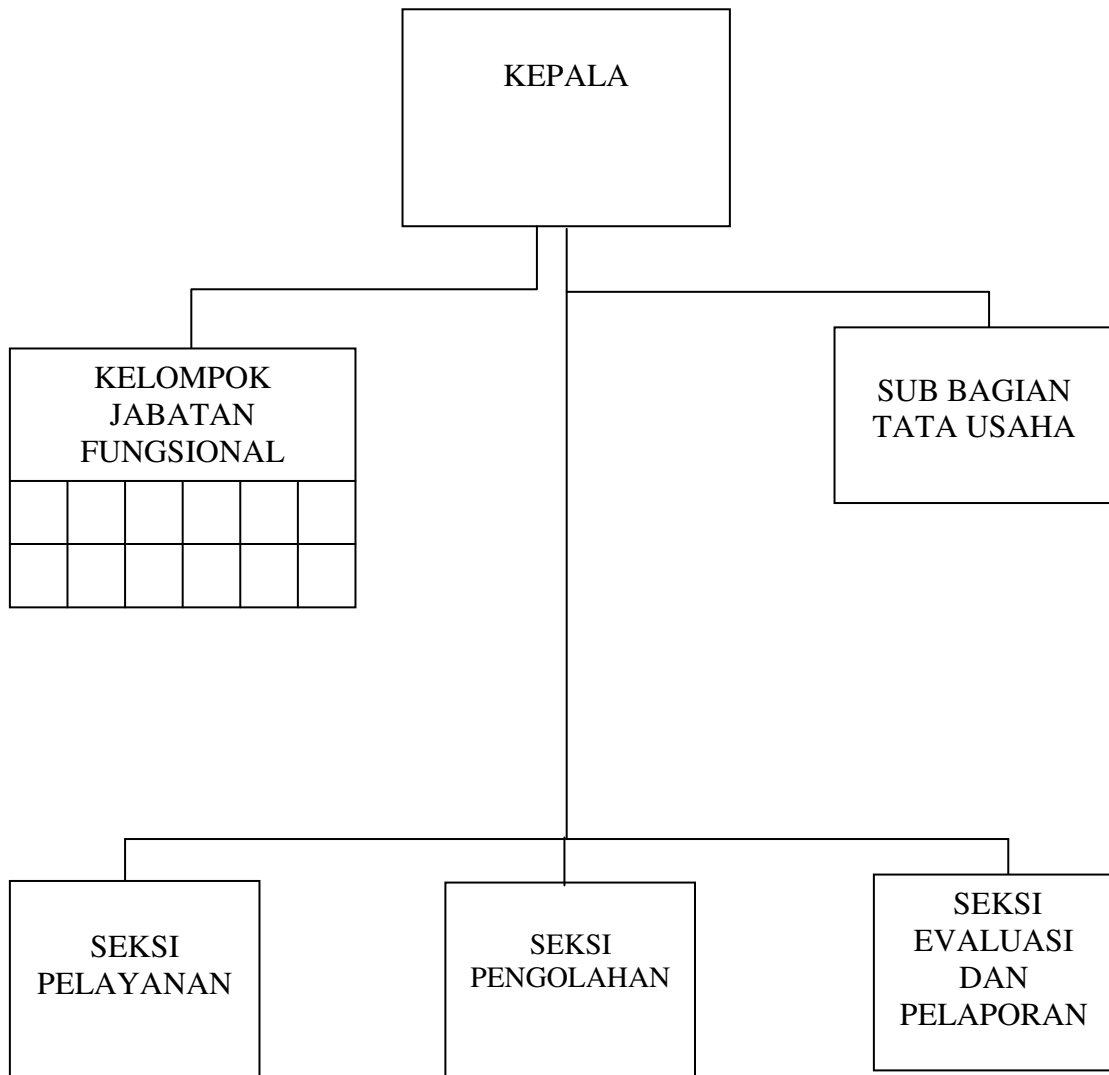 KEPALA
KELOMPOK
JABATAN
FUNGSIONAL
SUB BAGIAN
TATA USAHA
SEKSI
PELAYANAN
SEKSI
PENGOLAHAN
SEKSI
EVALUASI
DAN
PELAPORAN